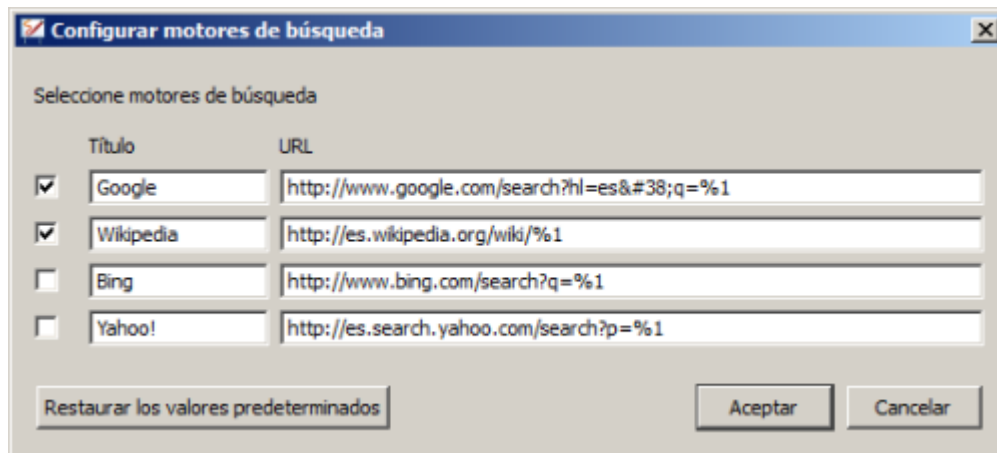 Configurar motores de búsqueda
Seleccione motores de búsqueda
Título URL
Google http://www.google.com/search?hl=es&#38;q=%1
Wikipedia http://es.wikipedia.org/wiki/%1
Bing http://www.bing.com/search?q=%1
Yahoo! http://es.search.yahoo.com/search?p=%1
Restaurar los valores predeterminados Aceptar Cancelar